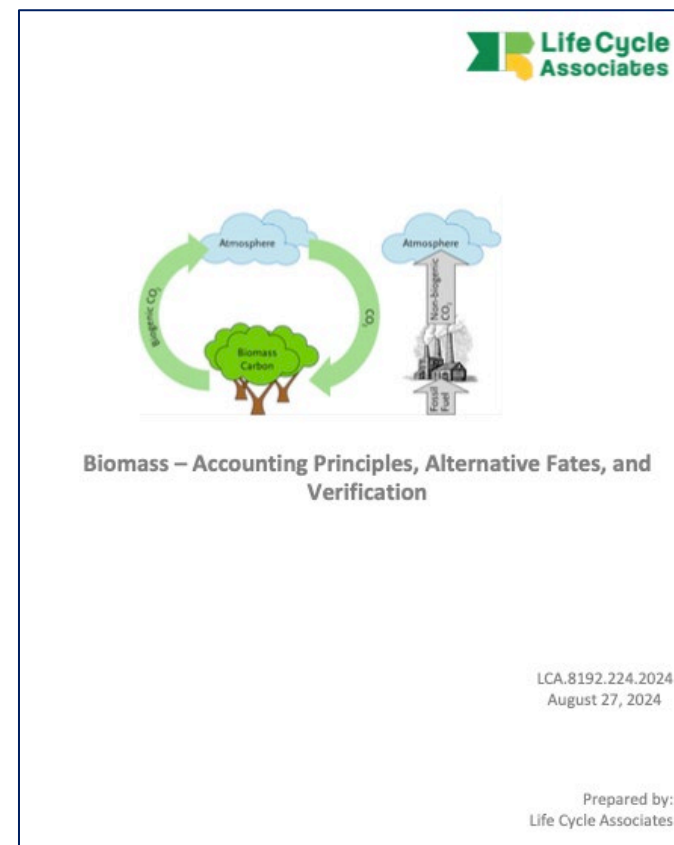 Life Cycle
Associates
Atmosphere
Atmosphere
Biogenic CO₂
CO₂
Non-biogenic
CO₂
Biomass
Carbon
Fossil
Fuel
Biomass – Accounting Principles, Alternative Fates, and
Verification
LCA.8192.224.2024
August 27, 2024
Prepared by:
Life Cycle Associates